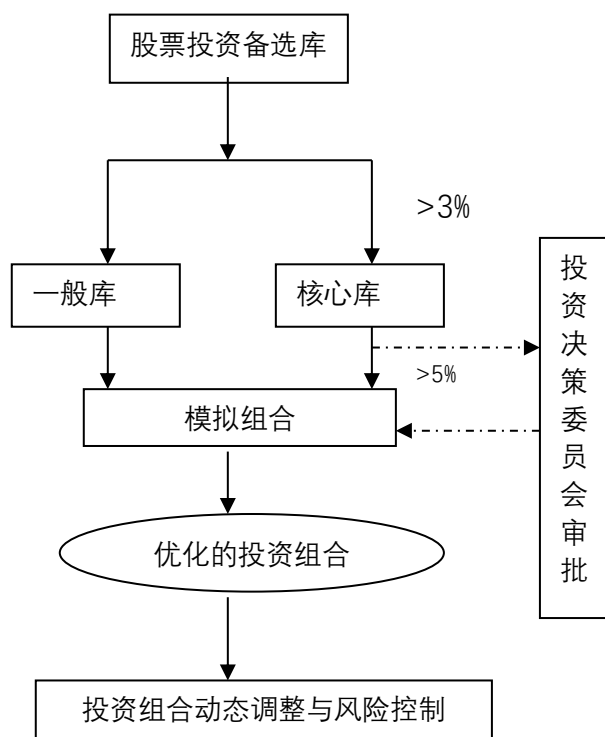 股票投资备选库
>3%
一般库
核心库
投资决策委员会审批
>5%
模拟组合
优化的投资组合
投资组合动态调整与风险控制